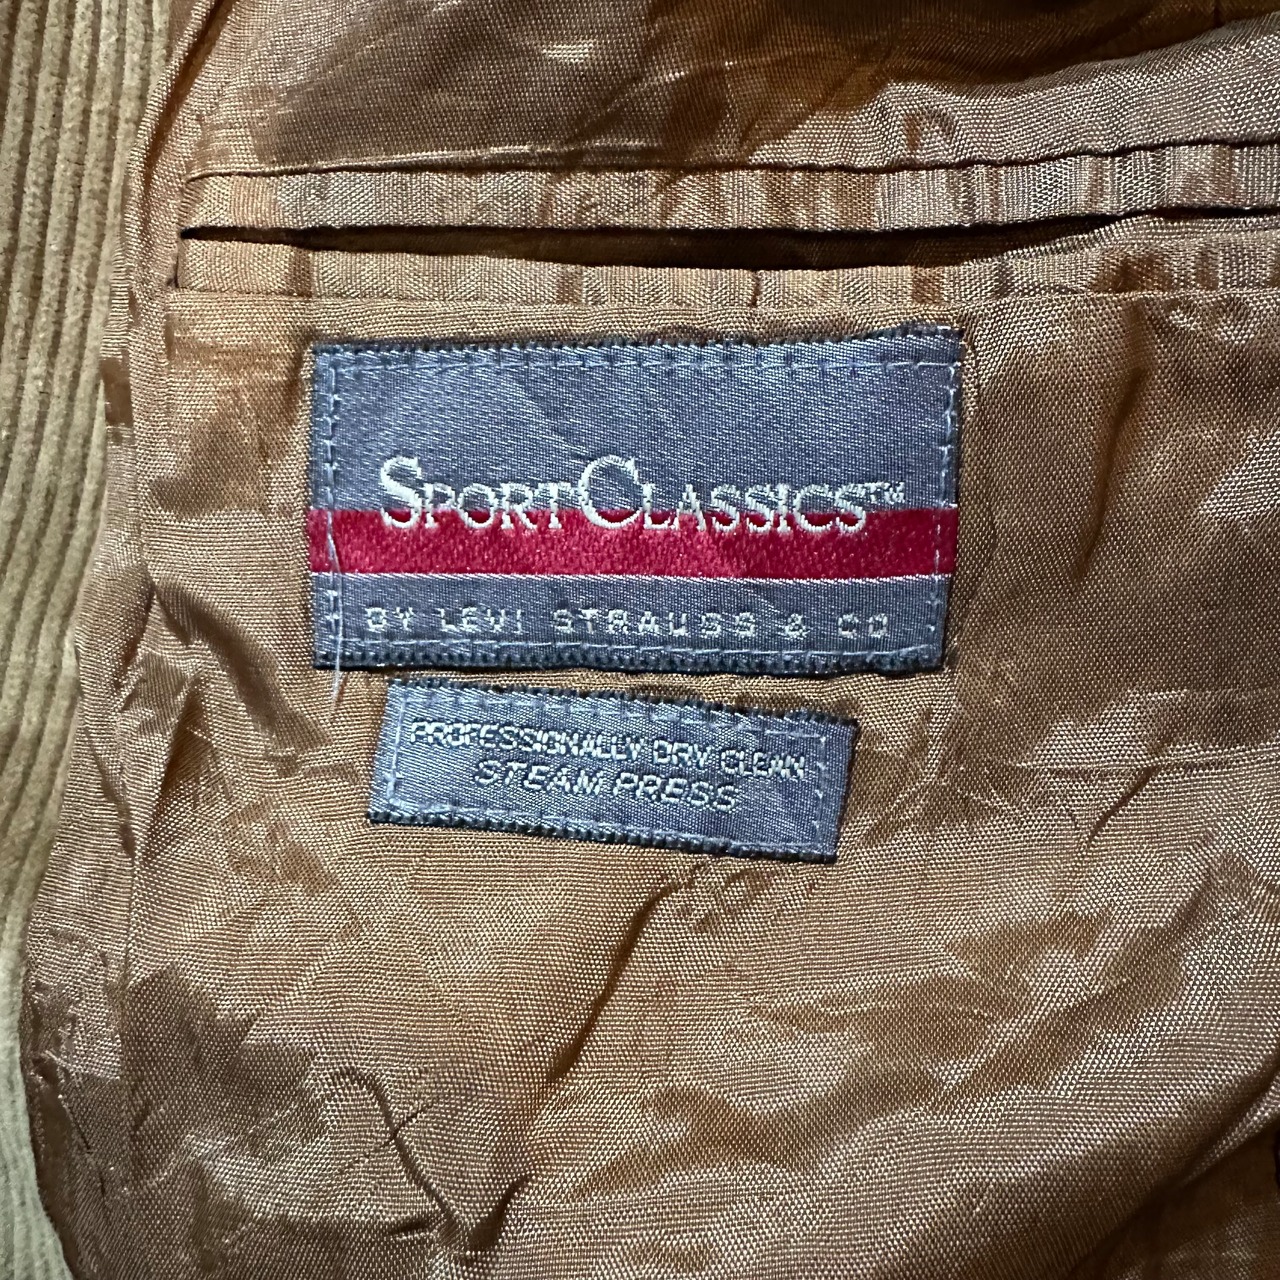 SPORTCLASSICS™
BY LEVI STRAUSS & CO
PROFESSIONALLY DRY CLEAN
STEAM PRESS